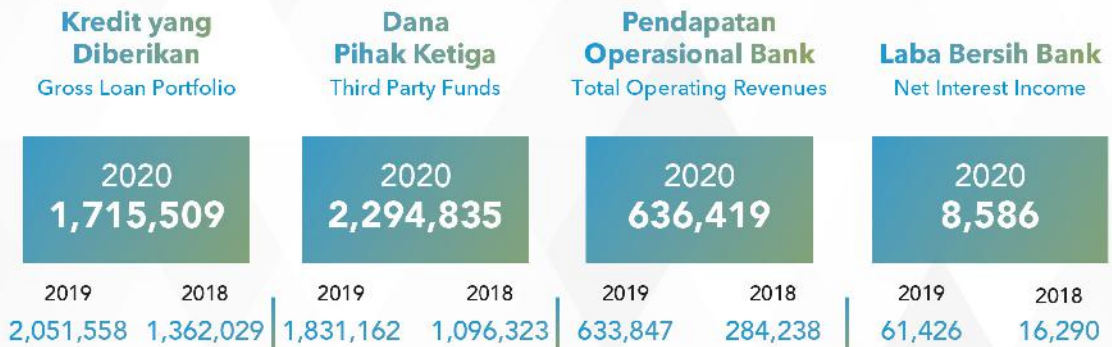 Kredit yang
Diberikan
Gross Loan Portfolio
2020
1,715,509
2019 2018
2,051,558 1,362,029
Dana
Pihak Ketiga
Third Party Funds
2020
2,294,835
2019 2018
1,831,162 1,096,323
Pendapatan
Operasional Bank
Total Operating Revenues
2020
636,419
2019 2018
633,847 284,238
Laba Bersih Bank
Net Interest Income
2020
8,586
2019 2018
61,426 16,290